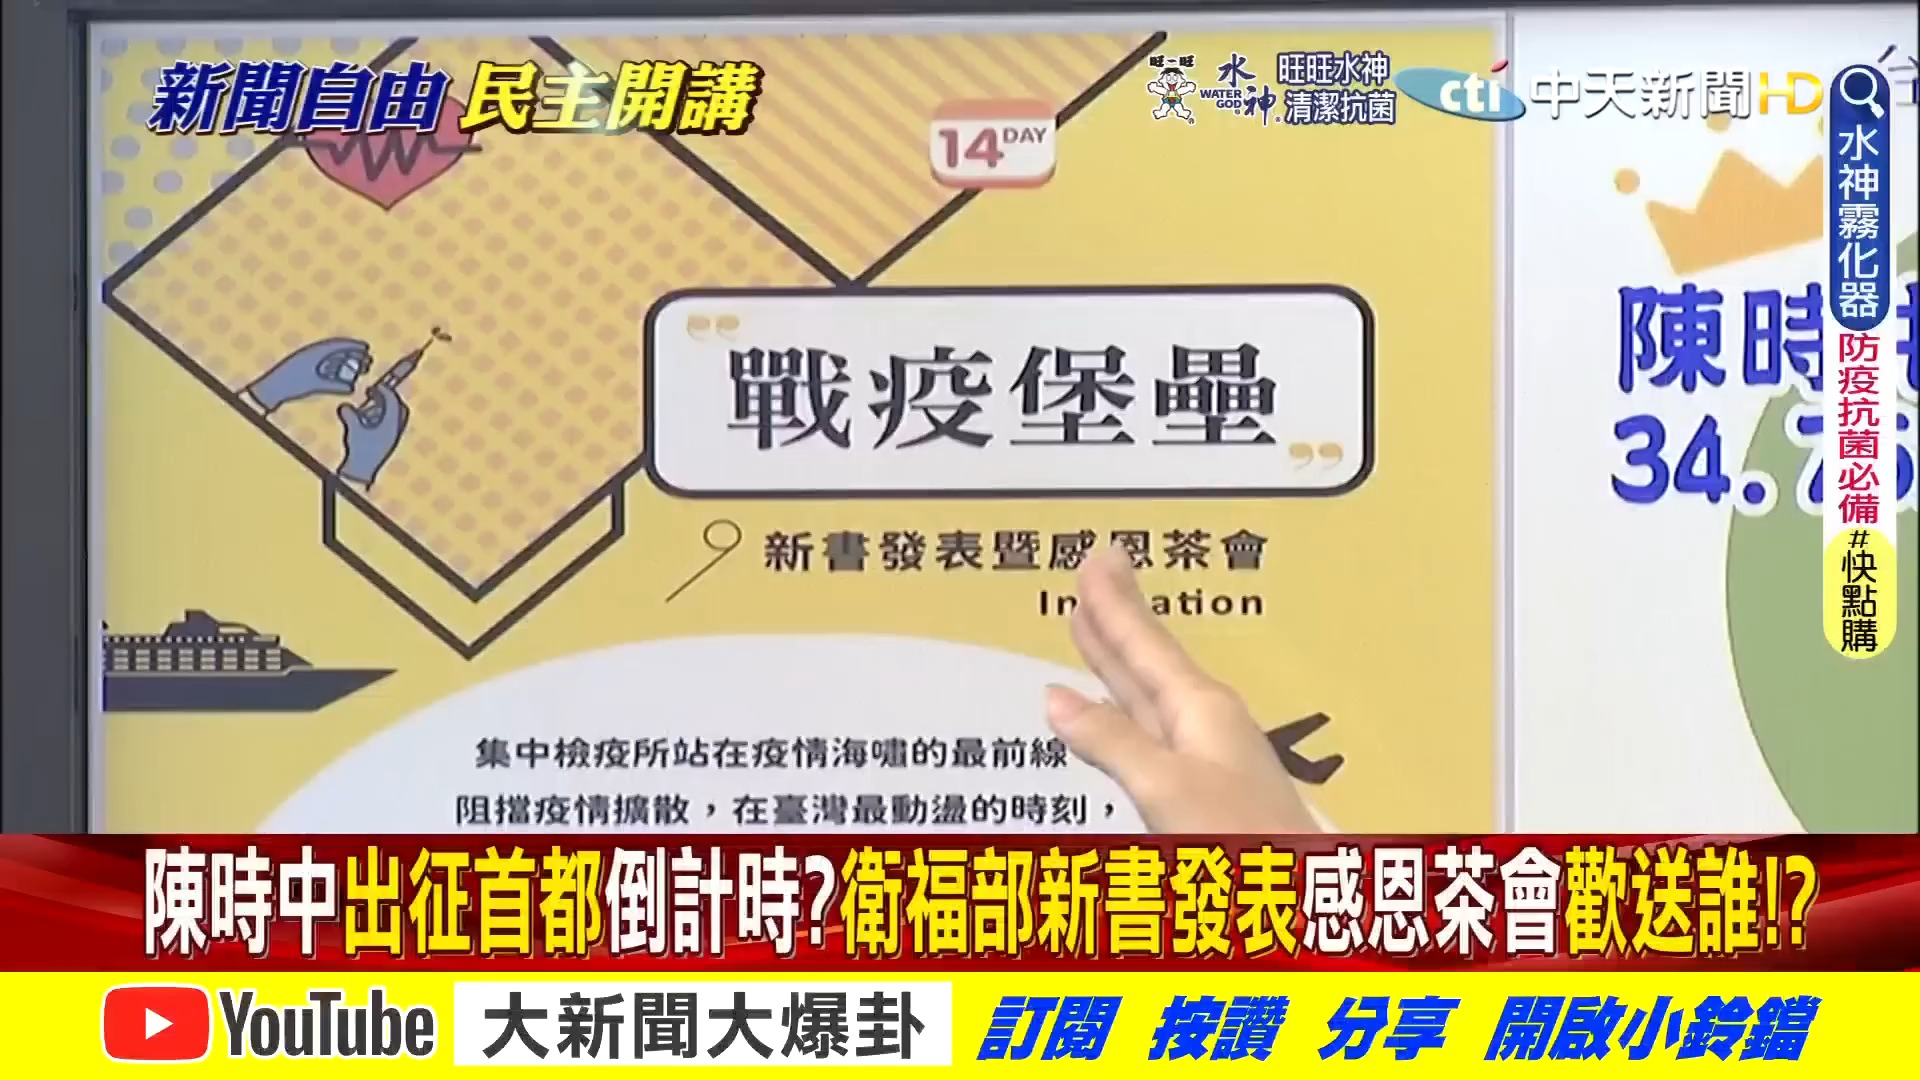 新聞自由 民主開講
旺一旺
水神
WATER GOD
旺旺水神
清潔抗菌
cti 中天新聞HD
14 DAY
戰疫堡壘
新書發表暨感恩茶會
集中檢疫所站在疫情海嘯的最前線
阻擋疫情擴散，在臺灣最動盪的時刻，
陳時
34.75
水神霧化器
防疫抗菌必備
#快點購
陳時中出征首都倒計時?衛福部新書發表感恩茶會歡送誰!?
YouTube 大新聞大爆卦 訂閱 按讚 分享 開啟小鈴鐺